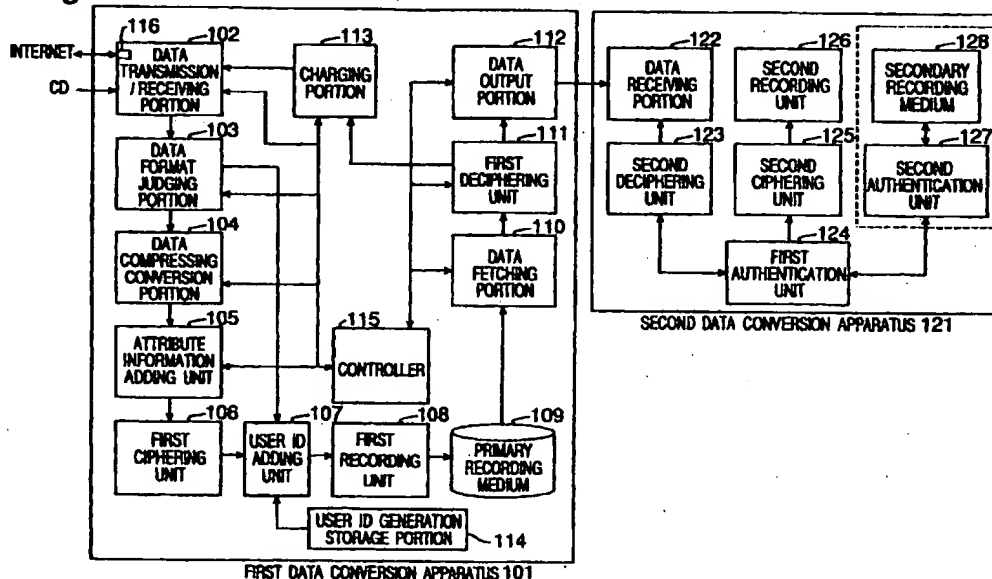 INTERNET
CD
116
102
DATA
TRANSMISSION
/ RECEIVING
PORTION
113
CHARGING
PORTION
112
DATA
OUTPUT
PORTION
103
DATA
FORMAT
JUDGING
PORTION
111
FIRST
DECIPHERING
UNIT
104
DATA
COMPRESSING
CONVERSION
PORTION
110
DATA
FETCHING
PORTION
105
ATTRIBUTE
INFORMATION
ADDING UNIT
115
CONTROLLER
106
FIRST
CIPHERING
UNIT
107
USER ID
ADDING
UNIT
108
FIRST
RECORDING
UNIT
109
PRIMARY
RECORDING
MEDIUM
USER ID GENERATION
STORAGE PORTION
114
FIRST DATA CONVERSION APPARATUS 101
122
DATA
RECEIVING
PORTION
126
SECOND
RECORDING
UNIT
128
SECONDARY
RECORDING
MEDIUM
123
SECOND
DECIPHERING
UNIT
125
SECOND
CIPHERING
UNIT
127
SECOND
AUTHENTICATION
UNIT
124
FIRST
AUTHENTICATION
UNIT
SECOND DATA CONVERSION APPARATUS 121